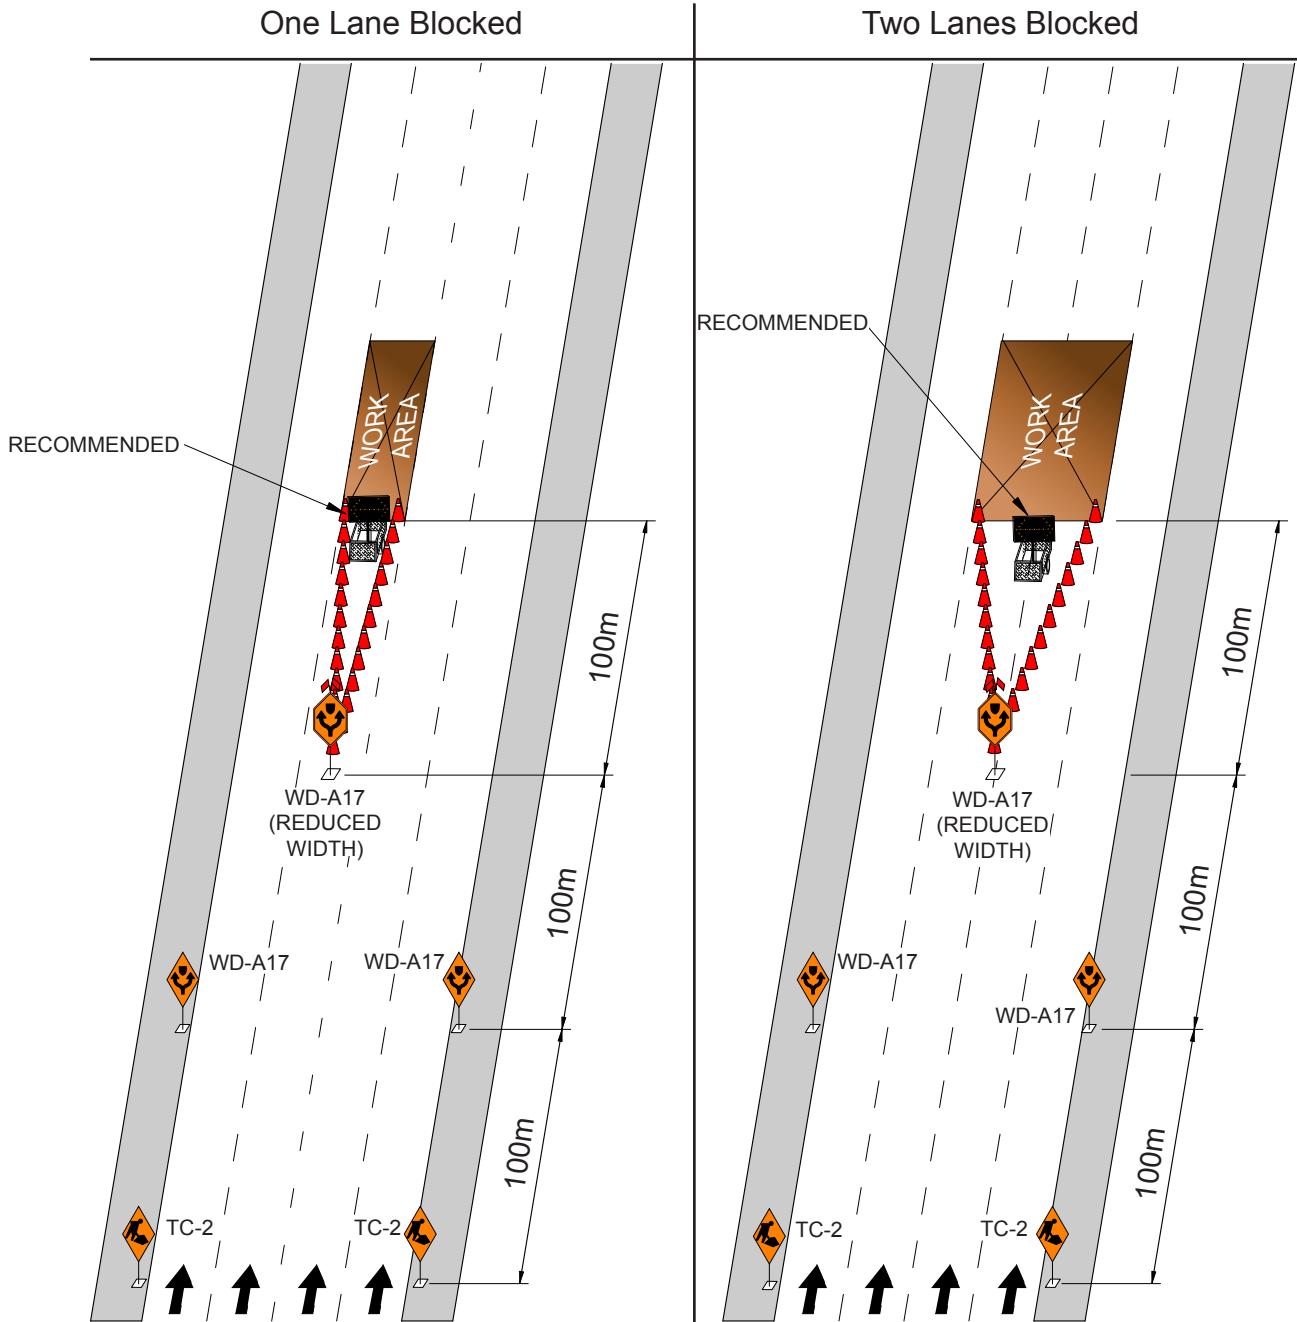 One Lane Blocked
RECOMMENDED
WORK
AREA
100m
WD-A17
(REDUCED
WIDTH)
100m
WD-A17
WD-A17
100m
TC-2
TC-2
Two Lanes Blocked
RECOMMENDED
WORK
AREA
100m
WD-A17
(REDUCED
WIDTH)
100m
WD-A17
WD-A17
100m
TC-2
TC-2